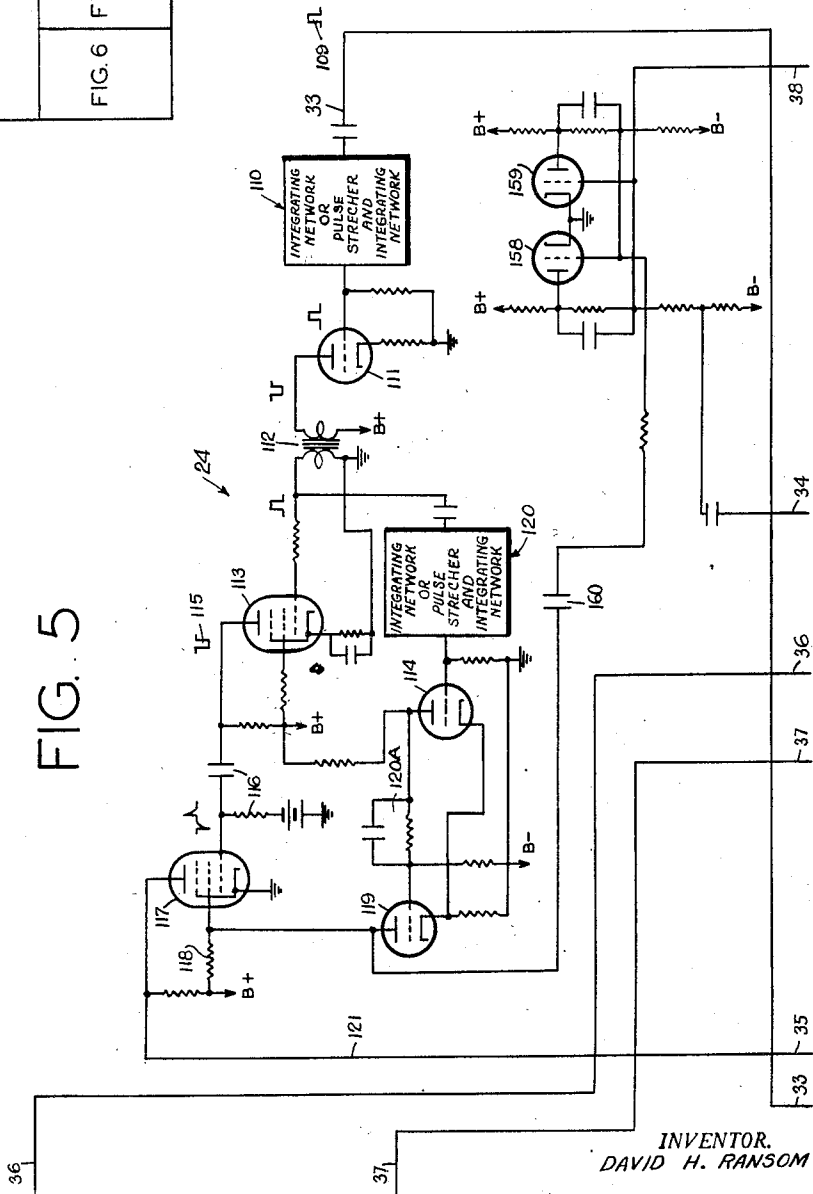 FIG. 6
F
FIG. 5
109
33
INTEGRATING
NETWORK
OR
PULSE
STRECHER
AND
INTEGRATING
NETWORK
110
111
112
B+
24
113
115
B+
116
117
118
B+
121
INTEGRATING
NETWORK
OR
PULSE
STRECHER
AND
INTEGRATING
NETWORK
120
114
120A
119
B-
160
B+
B+
158
159
B-
B-
38
34
36
37
35
33
36
37
INVENTOR.
DAVID H. RANSOM